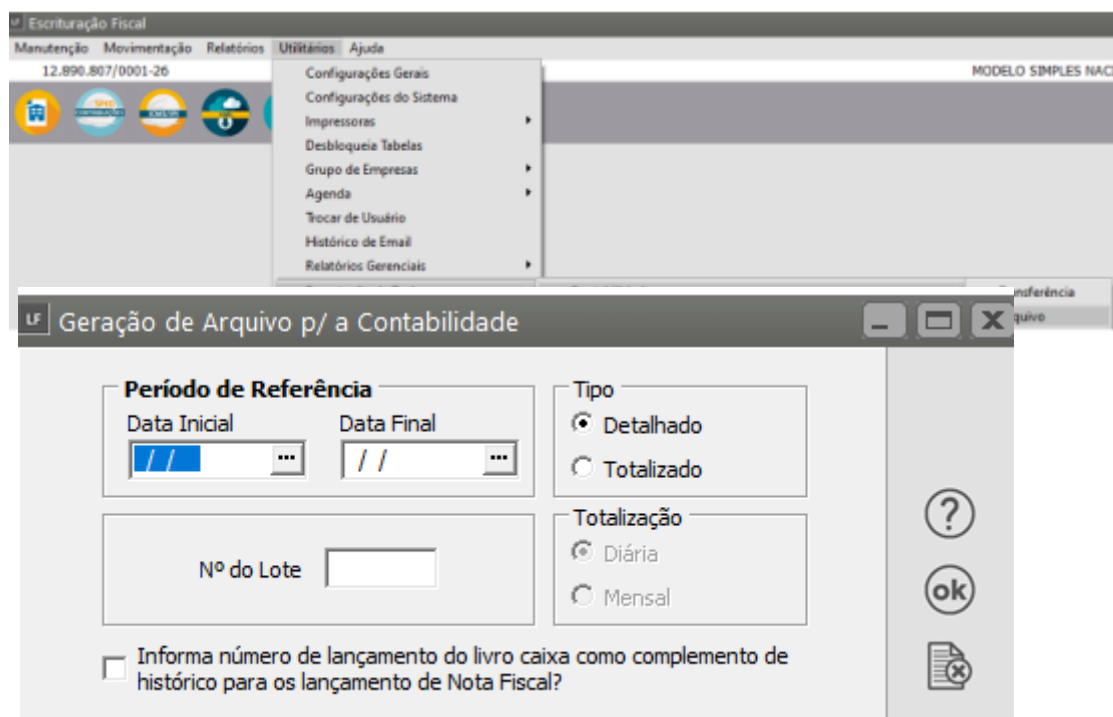 LF Escrituração Fiscal
Manutenção Movimentação Relatórios Utilitários Ajuda
12.890.807/0001-26 MODELO SIMPLES NAC
Configurações Gerais
Configurações do Sistema
Impressoras
Desbloqueia Tabelas
Grupo de Empresas
Agenda
Trocar de Usuário
Histórico de Email
Relatórios Gerenciais
nsferência
quivo
LF Geração de Arquivo p/ a Contabilidade
Período de Referência
Data Inicial Data Final
/ / ... / / ...
Tipo
Detalhado
Totalizado
Nº do Lote
Totalização
Diária
Mensal
?
ok
Informa número de lançamento do livro caixa como complemento de
histórico para os lançamento de Nota Fiscal?